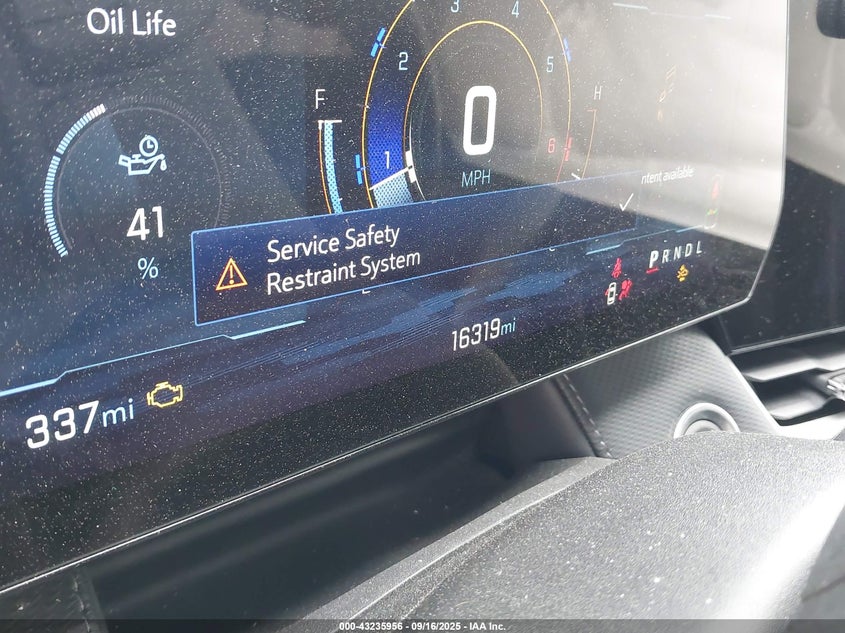 Oil Life
41
%
F
1
2
3
4
5
6
H
0
MPH
ntent available
Service Safety
Restraint System
PRNDL
16319mi
337mi
000-43235956 - 09/16/2025 - IAA Inc.